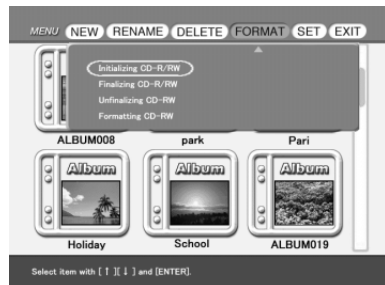 MENU NEW RENAME DELETE FORMAT SET EXIT
Initializing CD-R/RW
Finalizing CD-R/RW
Unfinalizing CD-RW
Formatting CD-RW
ALBUM008 park Pari
Album Album Album
Holiday School ALBUM019
Select item with [ ↑ ][ ↓ ] and [ENTER].